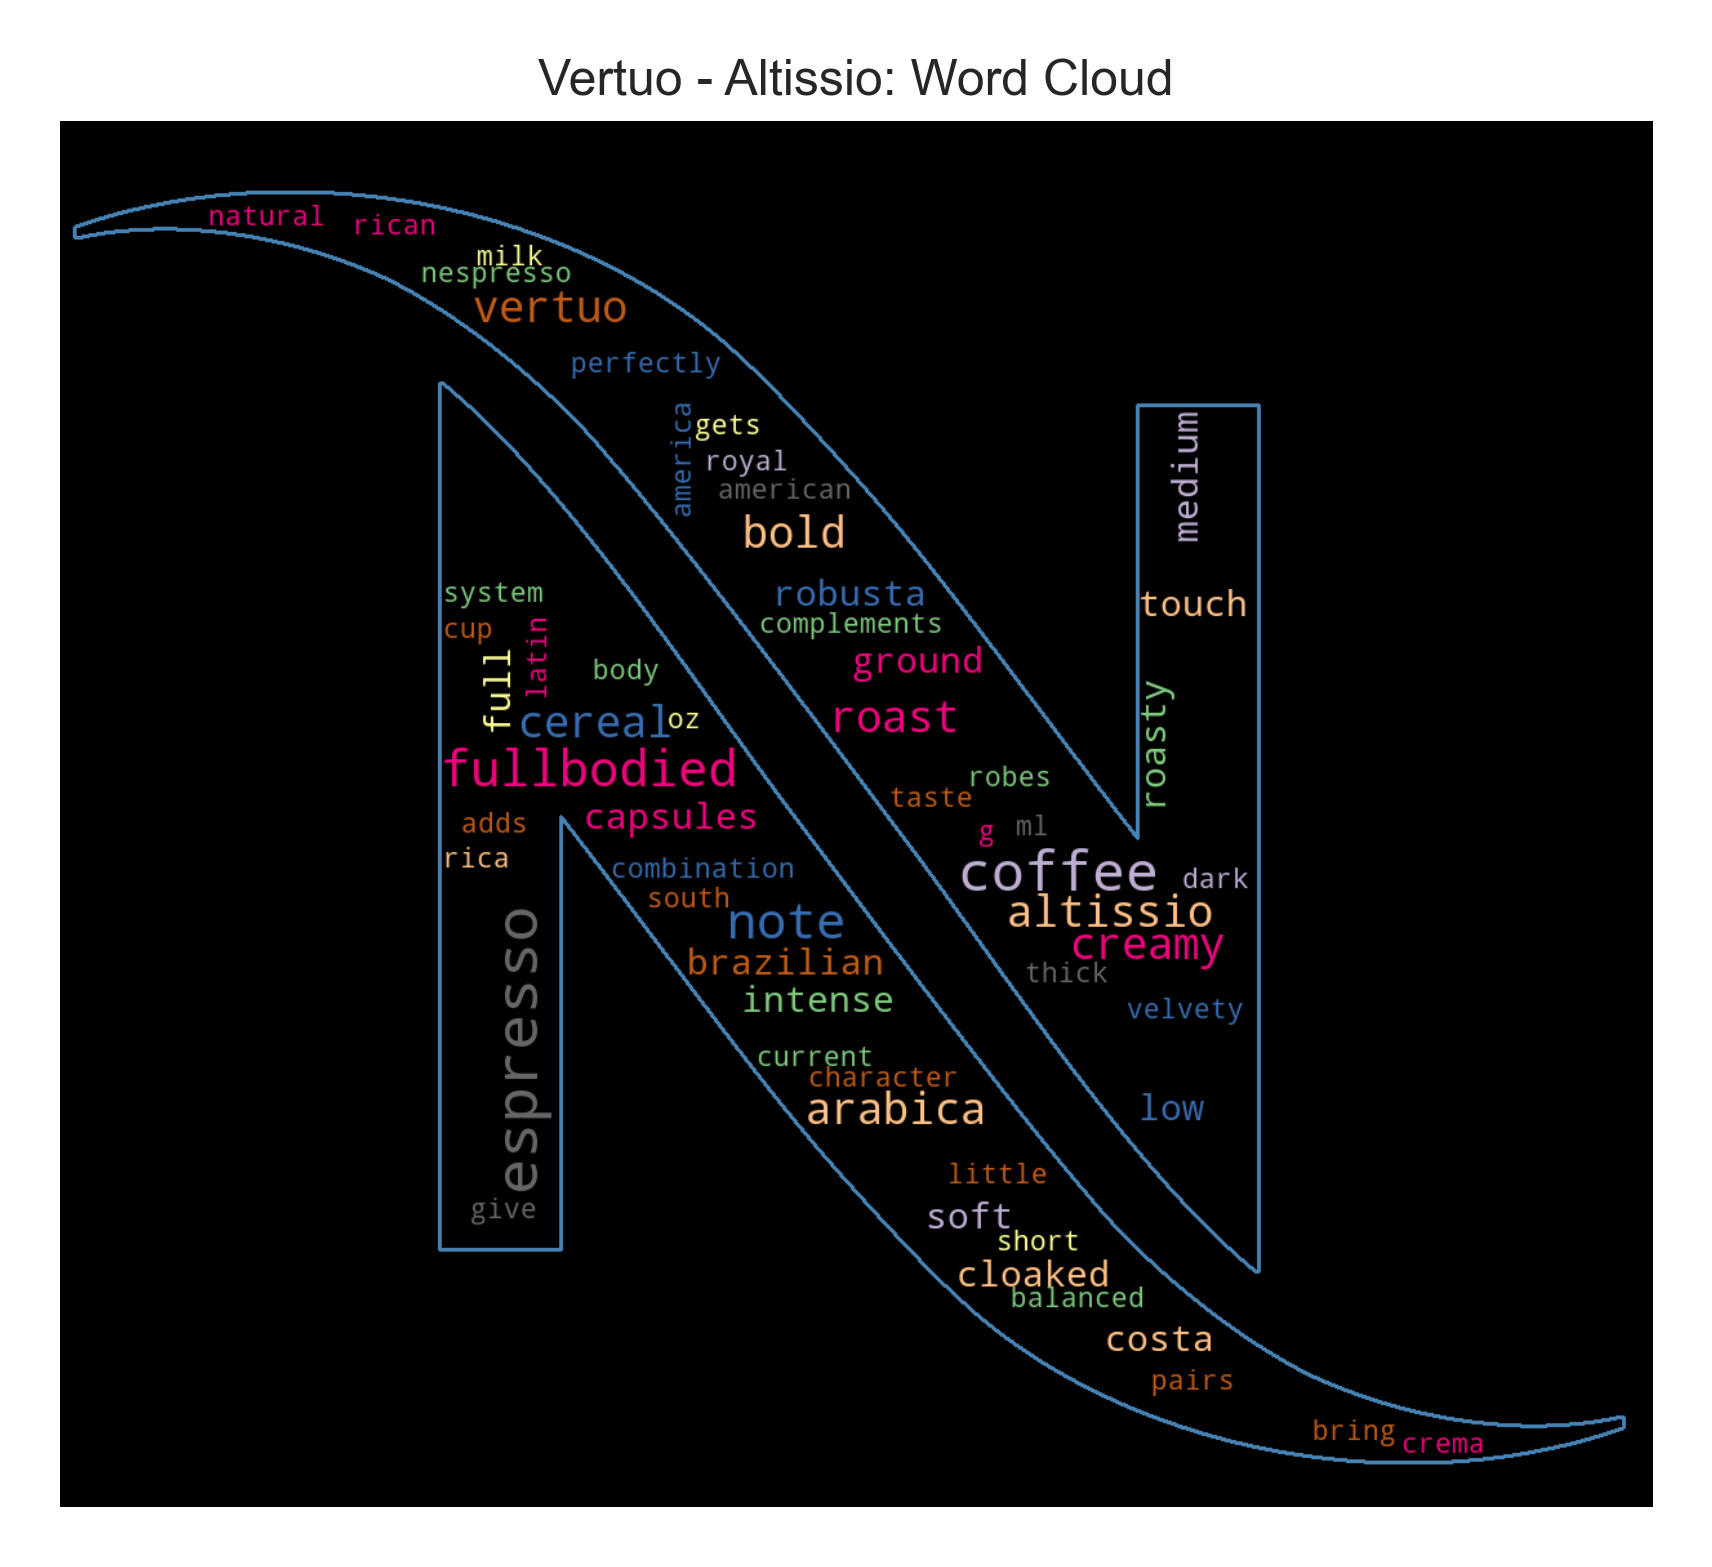 Vertuo - Altissio: Word Cloud
natural
rican
milk
nespresso
vertuo
perfectly
america
gets
royal
american
bold
medium
robusta
complements
touch
system
cup
latin
full
body
ground
cereal
oz
roast
roasty
fullbodied
robes
taste
capsules
adds
g
ml
rica
combination
coffee
dark
south
note
altissio
creamy
brazilian
thick
intense
velvety
espresso
current
character
arabica
low
little
give
soft
short
cloaked
balanced
costa
pairs
bring
crema